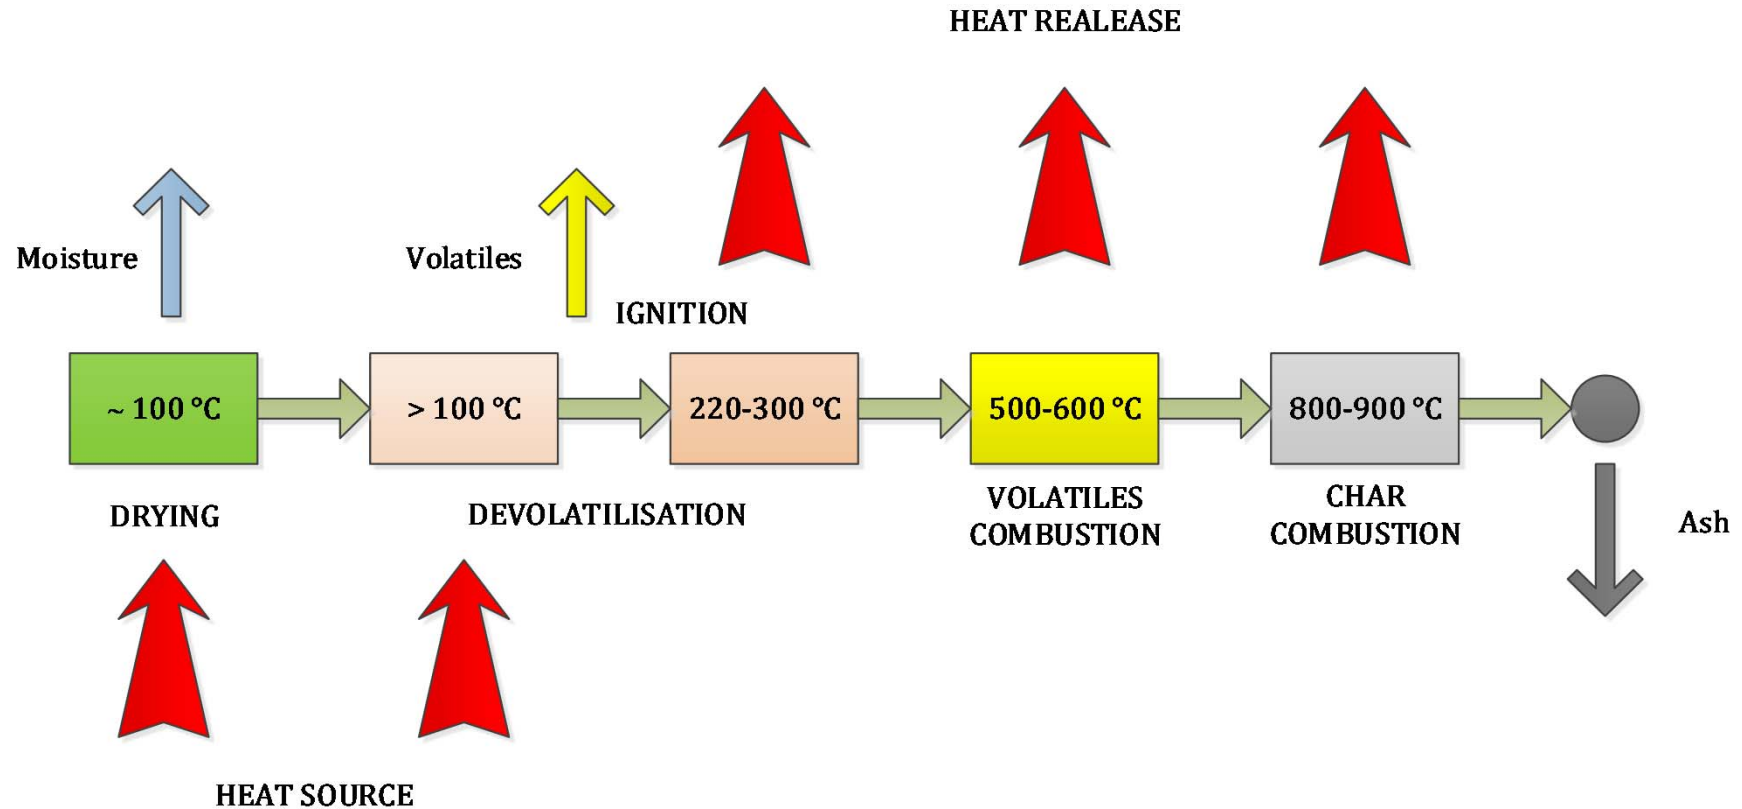 HEAT REALEASE
Moisture
Volatiles
IGNITION
~ 100 °C
> 100 °C
220-300 °C
500-600 °C
800-900 °C
DRYING
DEVOLATILISATION
VOLATILES
COMBUSTION
CHAR
COMBUSTION
Ash
HEAT SOURCE